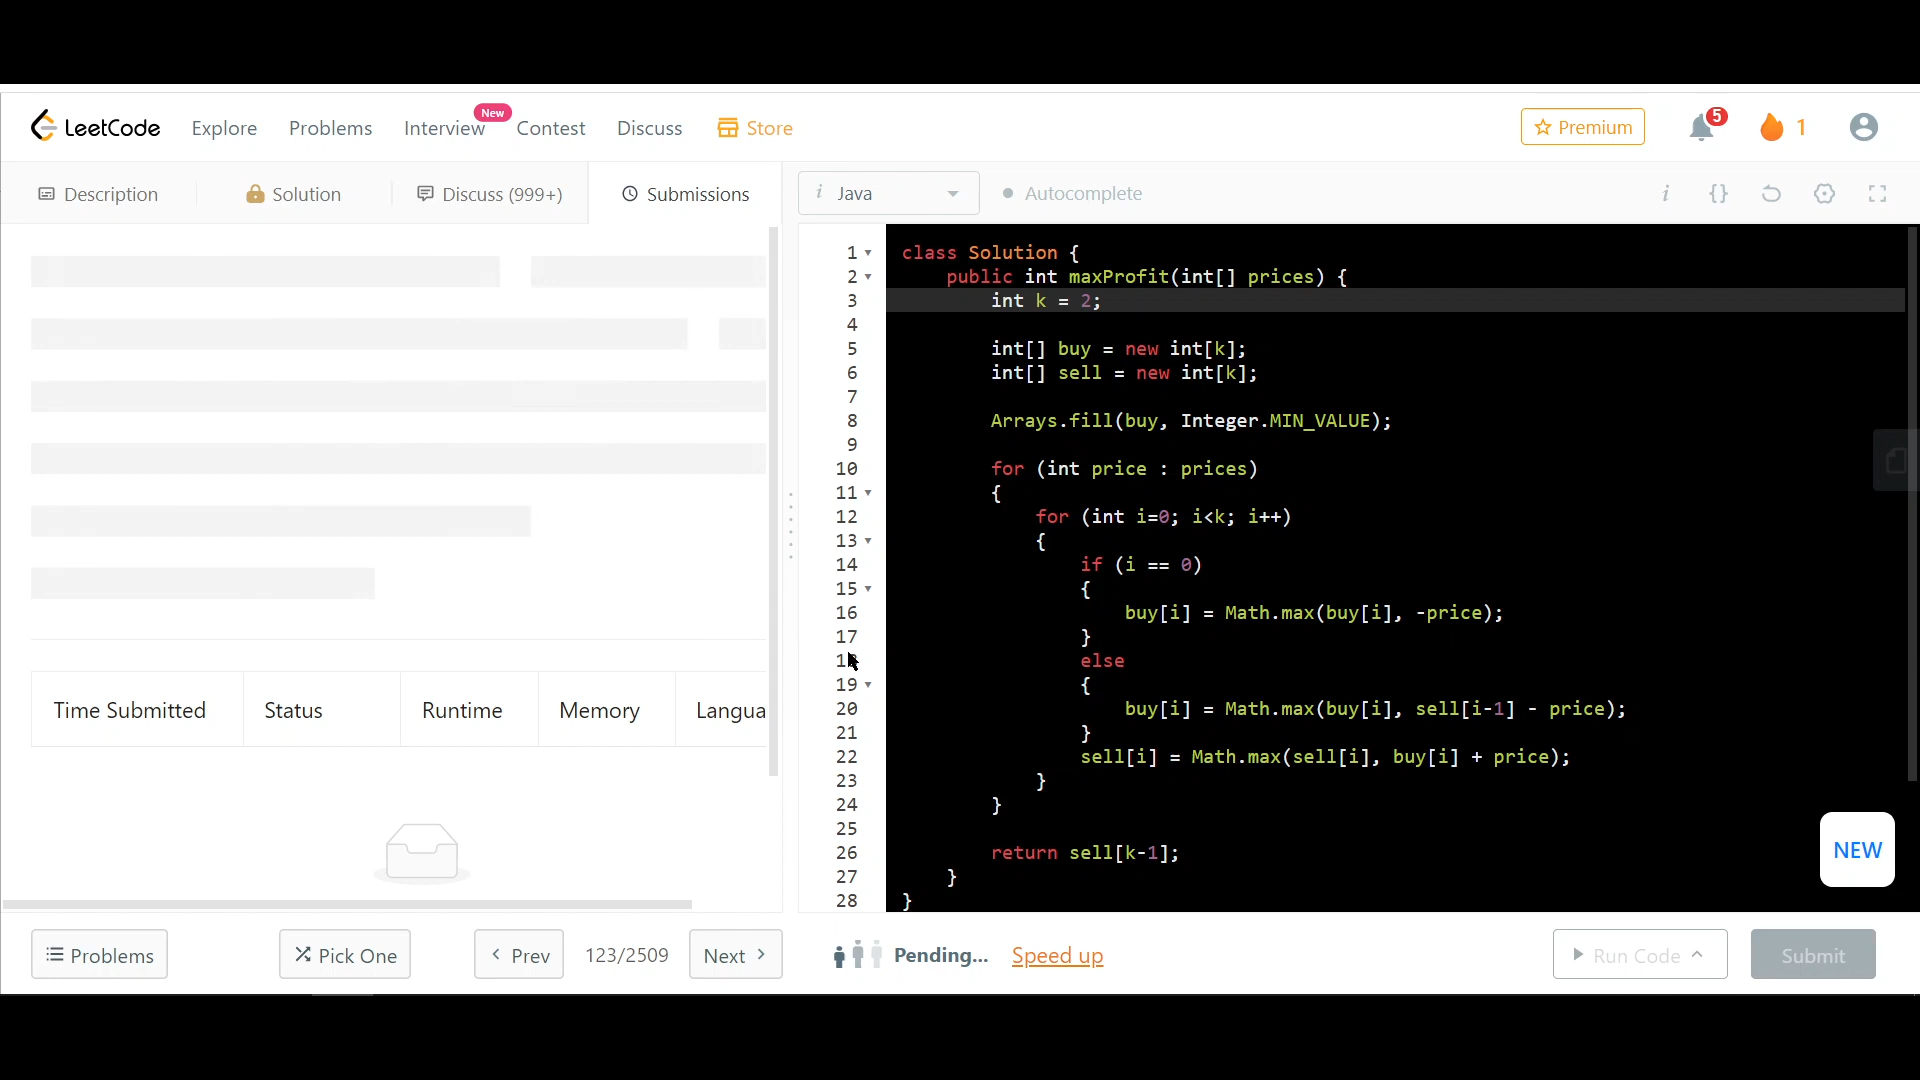 LeetCode Explore Problems Interview New Contest Discuss Store Premium 5 1
Description Solution Discuss (999+) Submissions
i Java Autocomplete i {}
Time Submitted Status Runtime Memory Langua
1 class Solution {
2 public int maxProfit(int[] prices) {
3 int k = 2;
4
5 int[] buy = new int[k];
6 int[] sell = new int[k];
7
8 Arrays.fill(buy, Integer.MIN_VALUE);
9
10 for (int price : prices)
11 {
12 for (int i=0; i<k; i++)
13 {
14 if (i == 0)
15 {
16 buy[i] = Math.max(buy[i], -price);
17 }
18 else
19 {
20 buy[i] = Math.max(buy[i], sell[i-1] - price);
21 }
22 sell[i] = Math.max(sell[i], buy[i] + price);
23 }
24 }
25
26 return sell[k-1];
27 }
28 }
NEW
Problems Pick One Prev 123/2509 Next Pending... Speed up Run Code Submit